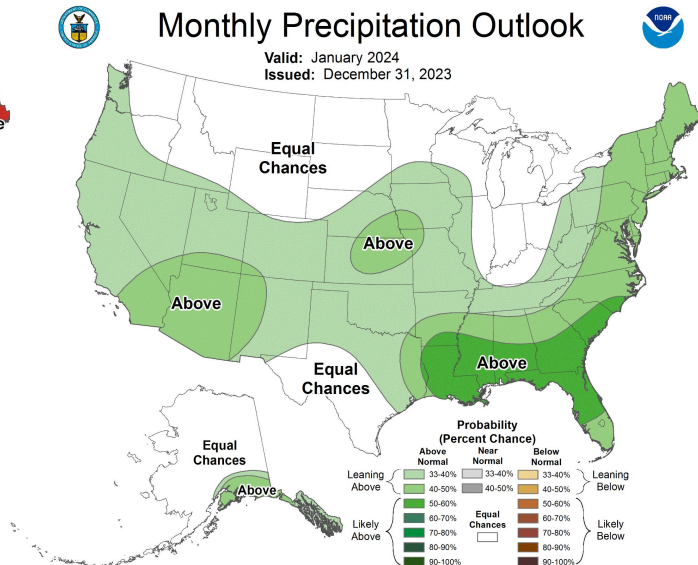 Monthly Precipitation Outlook
NOAA
Valid: January 2024
Issued: December 31, 2023
e
Equal
Chances
Above
Above
Above
Equal
Chances
Equal
Chances
Above
Probability
(Percent Chance)
Above
Normal
Near
Normal
Below
Normal
Leaning
Above
33-40% 33-40% 33-40%
40-50% 40-50% 40-50%
Leaning
Below
Likely
Above
50-60% 50-60%
60-70% 60-70%
70-80% 70-80%
80-90% 80-90%
90-100% 90-100%
Equal
Chances
Likely
Below